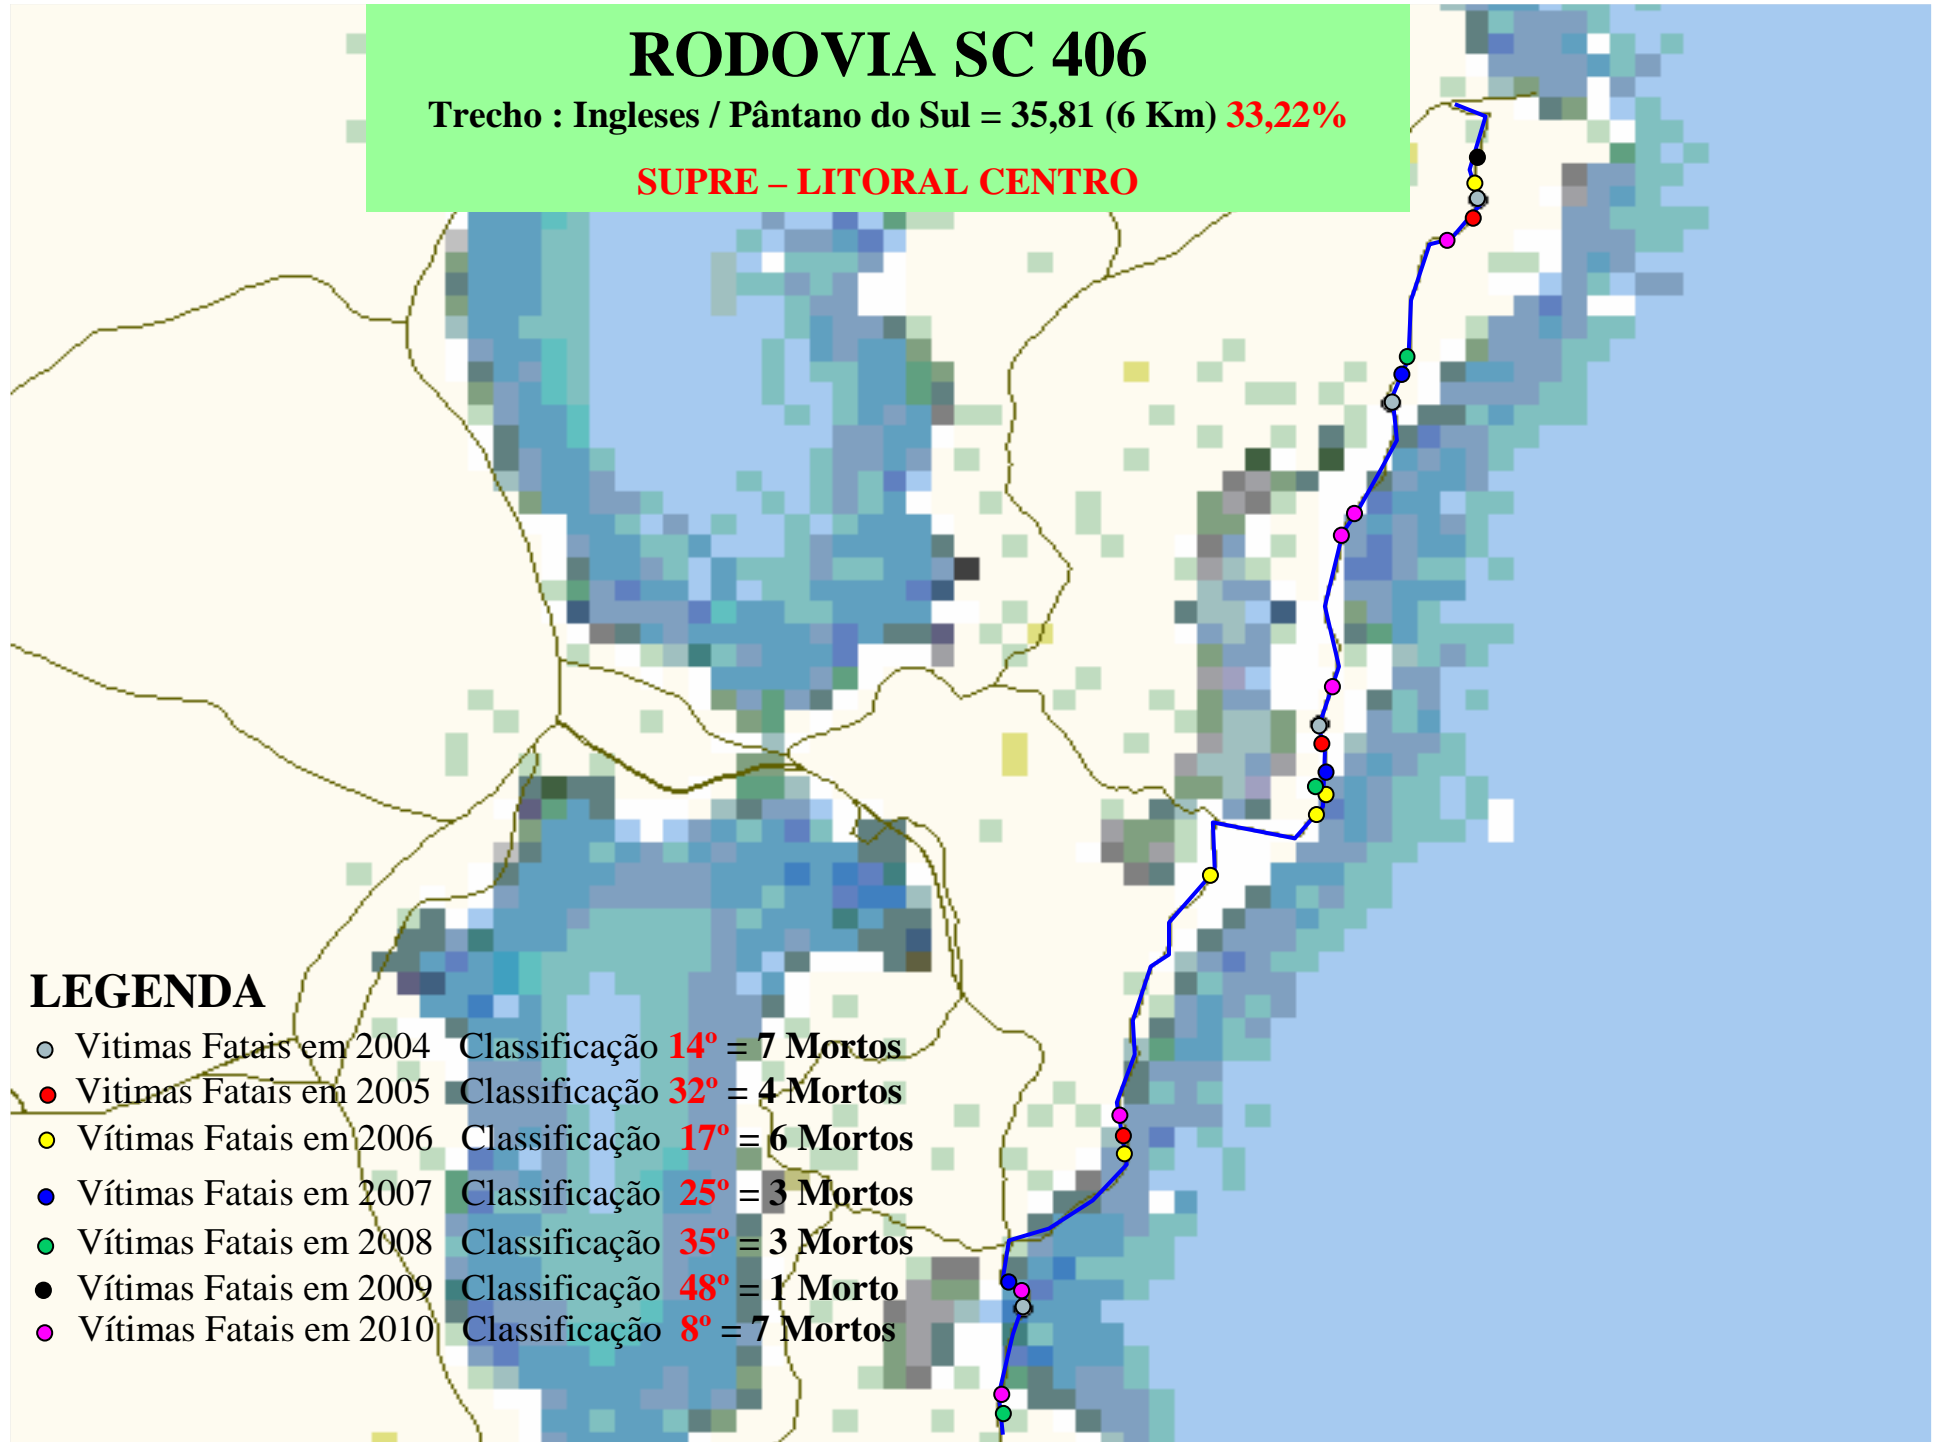 RODOVIA SC 406
Trecho : Ingleses / Pântano do Sul = 35,81 (6 Km) 33,22%
SUPRE – LITORAL CENTRO
LEGENDA
Vitimas Fatais em 2004 Classificação 14º = 7 Mortos
Vitimas Fatais em 2005 Classificação 32º = 4 Mortos
Vítimas Fatais em 2006 Classificação 17º = 6 Mortos
Vítimas Fatais em 2007 Classificação 25º = 3 Mortos
Vítimas Fatais em 2008 Classificação 35º = 3 Mortos
Vítimas Fatais em 2009 Classificação 48º = 1 Morto
Vítimas Fatais em 2010 Classificação 8º = 7 Mortos